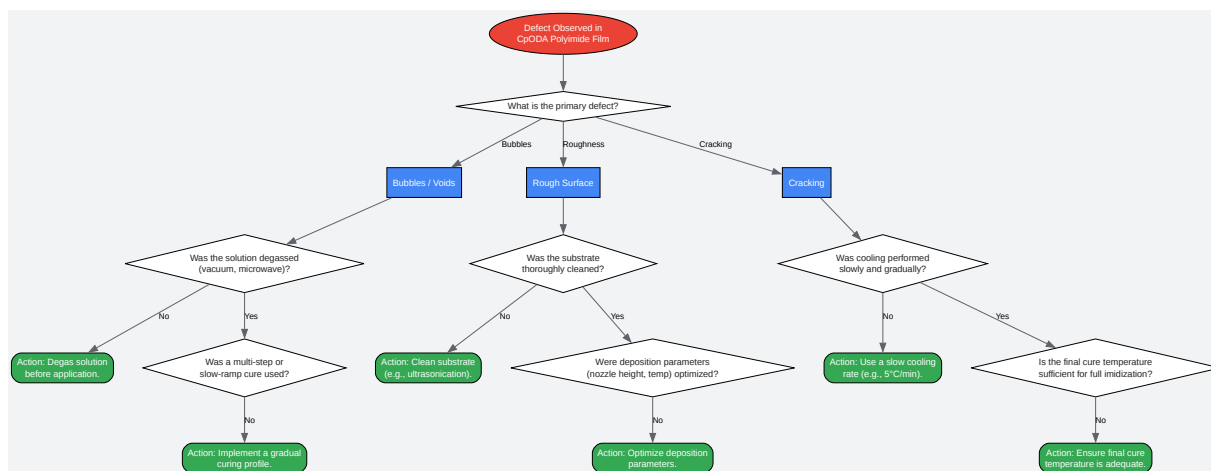 Defect Observed in
CpODA Polyimide Film
What is the primary defect?
Bubbles
Roughness
Cracking
Bubbles / Voids
Rough Surface
Cracking
Was the solution degassed
(vacuum, microwave)?
Was the substrate
thoroughly cleaned?
Was cooling performed
slowly and gradually?
No
Yes
No
Yes
No
Yes
Action: Degas solution
before application.
Was a multi-step or
slow-ramp cure used?
Action: Clean substrate
(e.g., ultrasonication).
Were deposition parameters
(nozzle height, temp) optimized?
Action: Use a slow cooling
rate (e.g., 5°C/min).
Is the final cure temperature
sufficient for full imidization?
No
No
No
Action: Implement a gradual
curing profile.
Action: Optimize deposition
parameters.
Action: Ensure final cure
temperature is adequate.